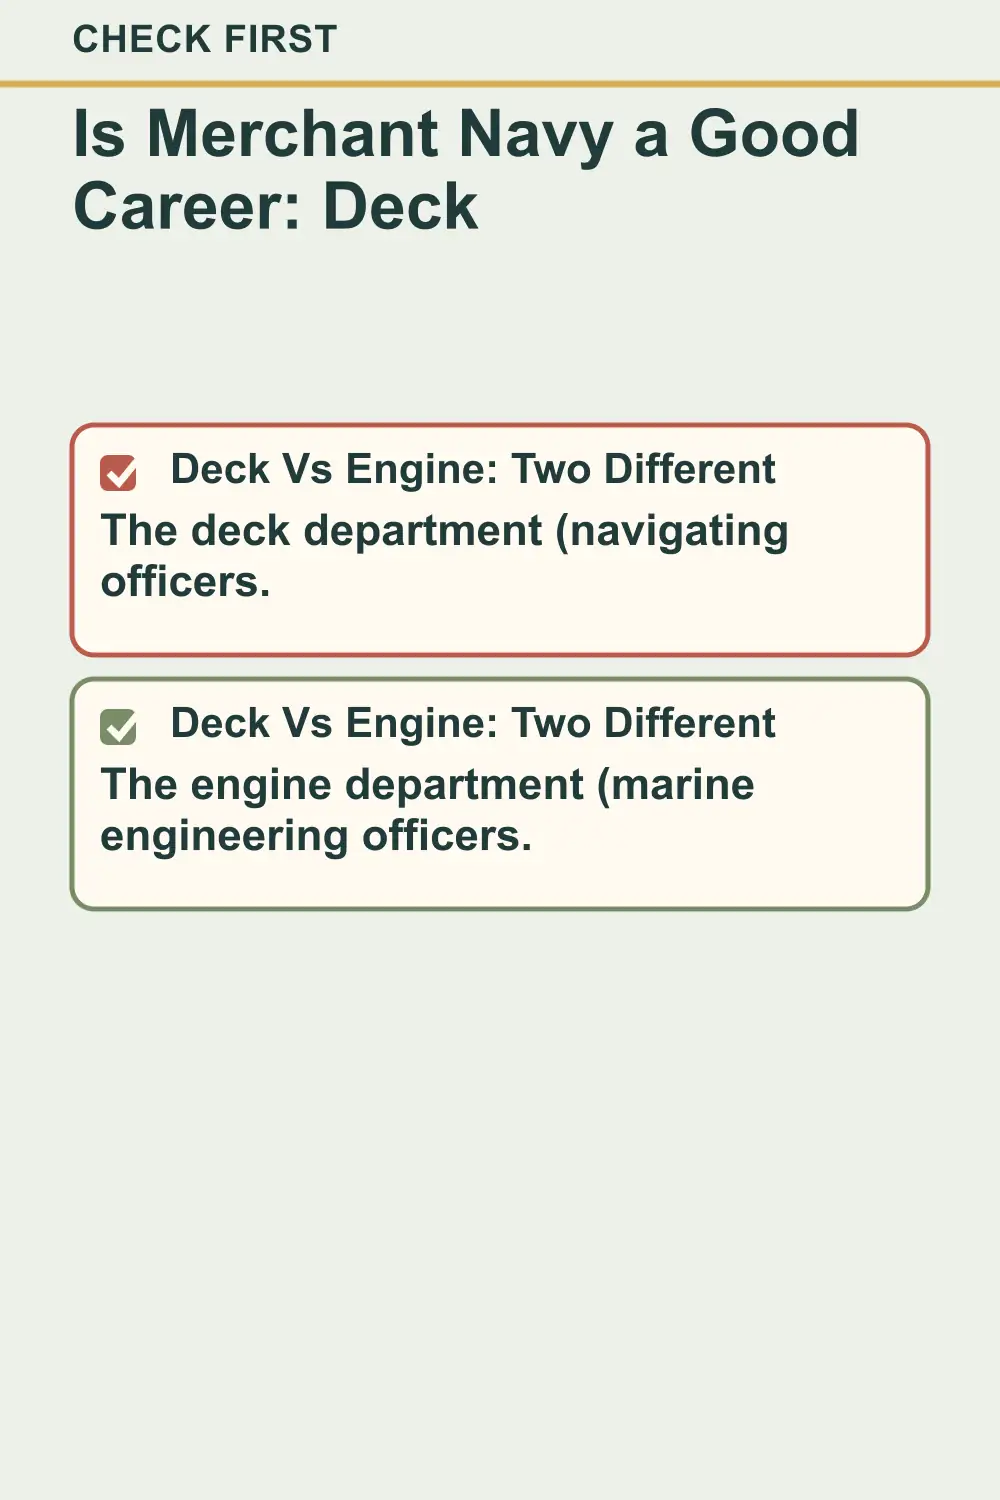 CHECK FIRST
Is Merchant Navy a Good
Career: Deck
Deck Vs Engine: Two Different
The deck department (navigating
officers.
Deck Vs Engine: Two Different
The engine department (marine
engineering officers.